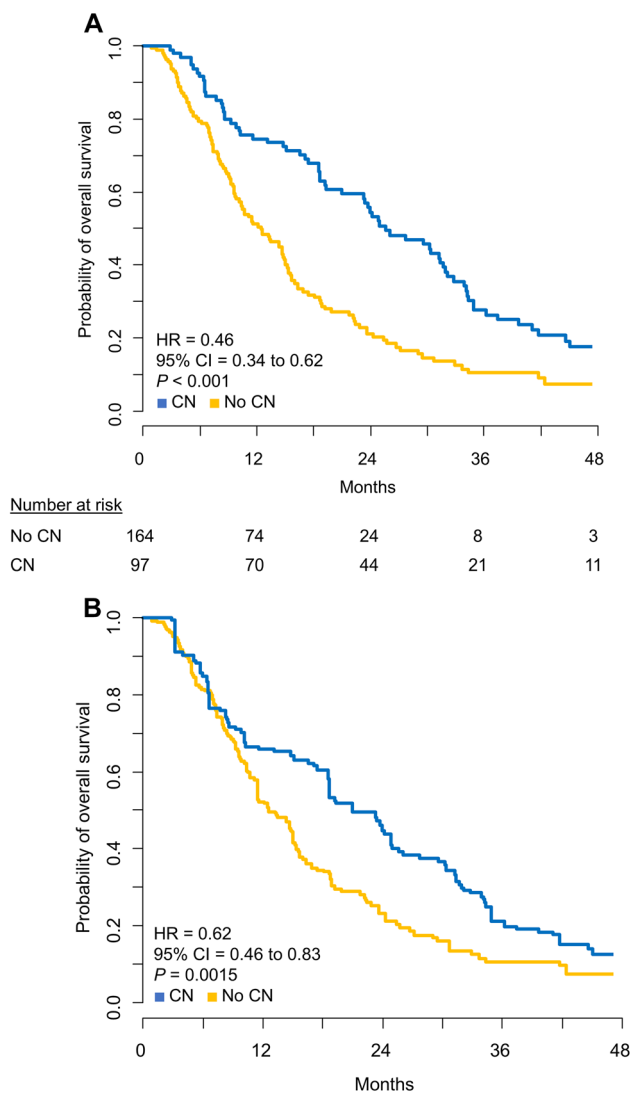 A
Probability of overall survival
1.0
0.8
0.6
0.4
0.2
0.0
HR = 0.46
95% CI = 0.34 to 0.62
P < 0.001
CN No CN
0 12 24 36 48
Months
Number at risk
No CN 164 74 24 8 3
CN 97 70 44 21 11
B
Probability of overall survival
1.0
0.8
0.6
0.4
0.2
0.0
HR = 0.62
95% CI = 0.46 to 0.83
P = 0.0015
CN No CN
0 12 24 36 48
Months